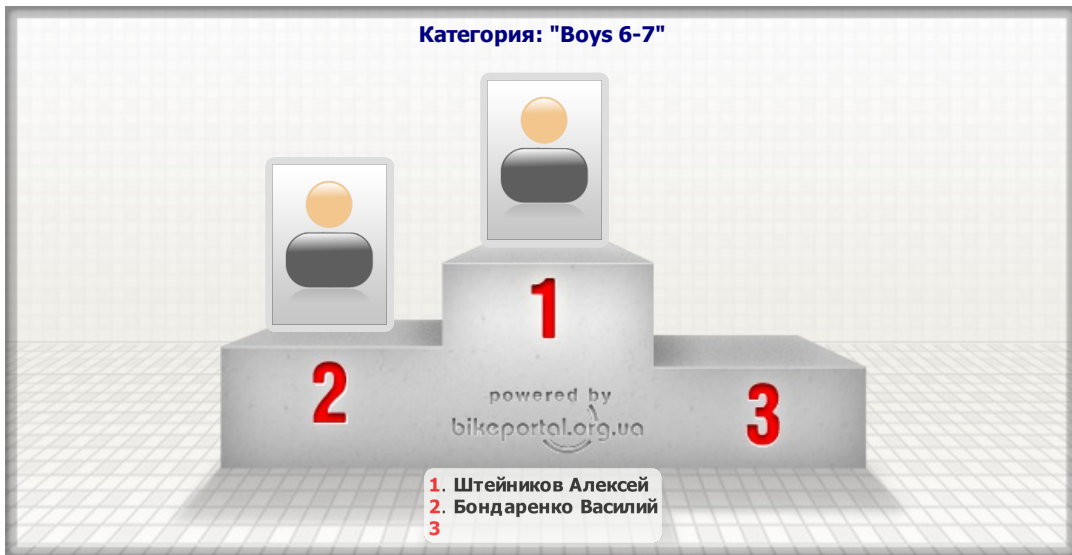 Категория: "Boys 6-7"
1
2
3
powered by
bikeportal.org.ua
1. Штейников Алексей
2. Бондаренко Василий
3